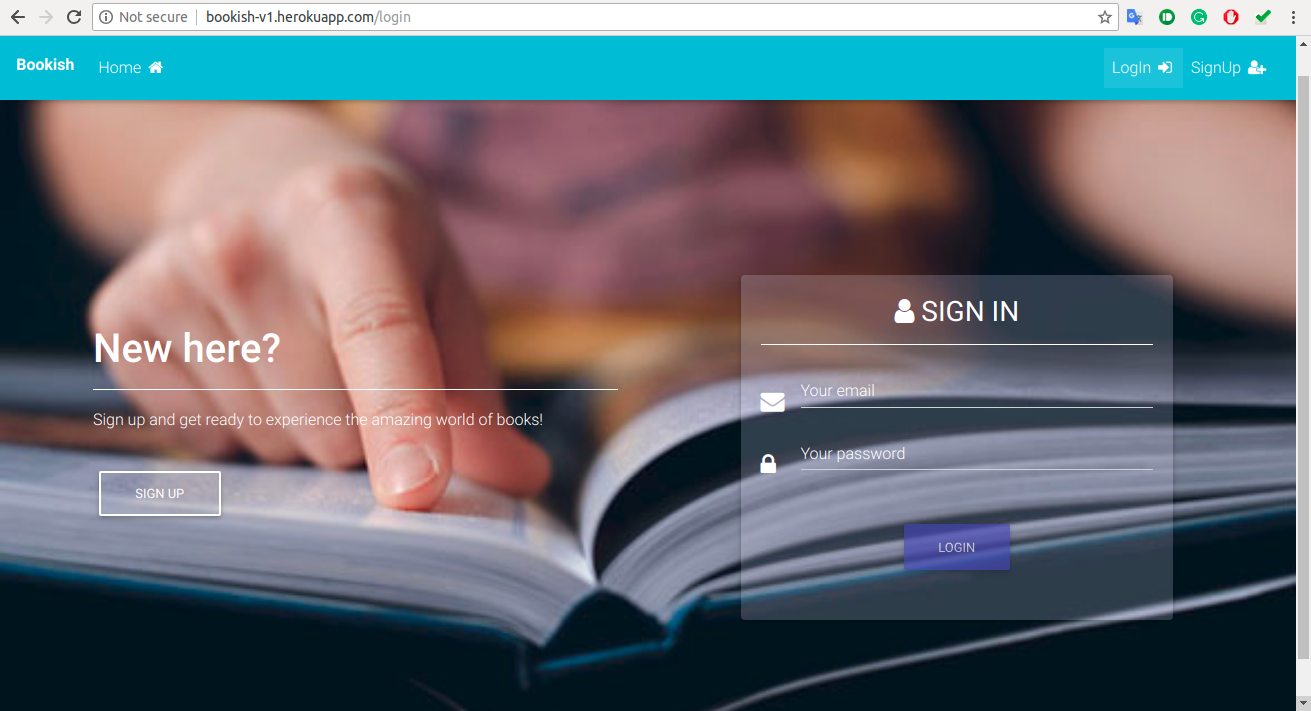 Not secure | bookish-v1.herokuapp.com/login
Bookish Home LogIn SignUp
New here?
Sign up and get ready to experience the amazing world of books!
SIGN UP
SIGN IN
Your email
Your password
LOGIN